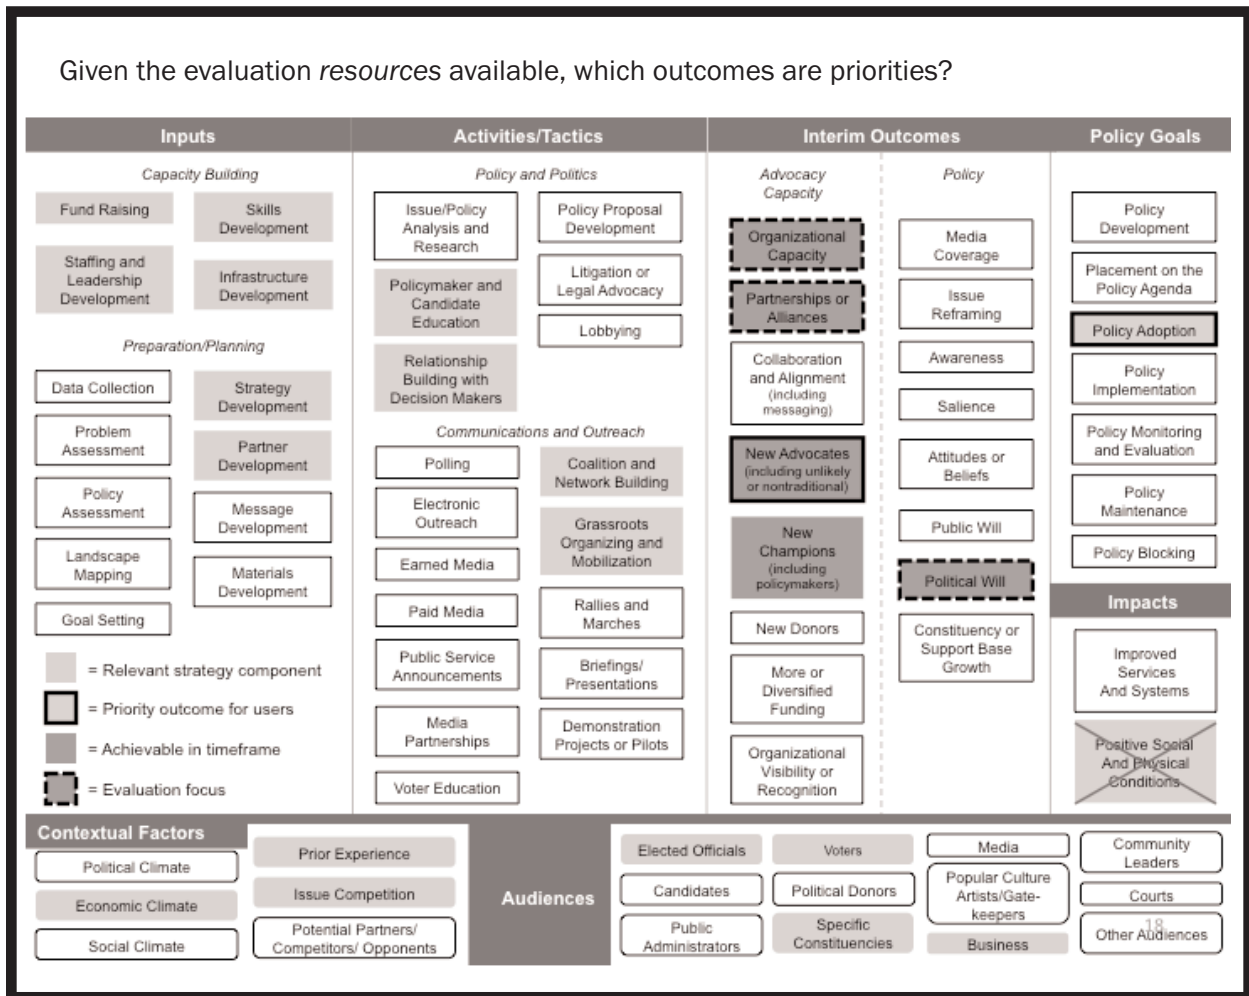 Given the evaluation resources available, which outcomes are priorities?
Inputs
Activities/Tactics
Interim Outcomes
Policy Goals
Capacity Building
Fund Raising
Skills
Development
Staffing and
Leadership
Development
Infrastructure
Development
Preparation/Planning
Data Collection
Strategy
Development
Problem
Assessment
Partner
Development
Policy
Assessment
Message
Development
Landscape
Mapping
Materials
Development
Goal Setting
= Relevant strategy component
= Priority outcome for users
= Achievable in timeframe
= Evaluation focus
Policy and Politics
Issue/Policy
Analysis and
Research
Policy Proposal
Development
Policymaker and
Candidate
Education
Litigation or
Legal Advocacy
Lobbying
Relationship
Building with
Decision Makers
Communications and Outreach
Polling
Coalition and
Network Building
Electronic
Outreach
Grassroots
Organizing and
Mobilization
Earned Media
Paid Media
Rallies and
Marches
Public Service
Announcements
Briefings/
Presentations
Media
Partnerships
Demonstration
Projects or Pilots
Voter Education
Advocacy
Capacity
Organizational
Capacity
Partnerships or
Alliances
Collaboration
and Alignment
(including
messaging)
New Advocates
(including unlikely
or nontraditional)
New
Champions
(including
policymakers)
New Donors
More or
Diversified
Funding
Organizational
Visibility or
Recognition
Policy
Media
Coverage
Issue
Reframing
Awareness
Salience
Attitudes or
Beliefs
Public Will
Political Will
Constituency or
Support Base
Growth
Policy
Development
Placement on the
Policy Agenda
Policy Adoption
Policy
Implementation
Policy Monitoring
and Evaluation
Policy
Maintenance
Policy Blocking
Impacts
Improved
Services
And Systems
Positive Social
And Physical
Conditions
Contextual Factors
Political Climate
Economic Climate
Social Climate
Prior Experience
Issue Competition
Potential Partners/
Competitors/ Opponents
Audiences
Elected Officials
Candidates
Public
Administrators
Voters
Political Donors
Specific
Constituencies
Media
Popular Culture
Artists/Gate-
keepers
Business
Community
Leaders
Courts
Other Audiences
18